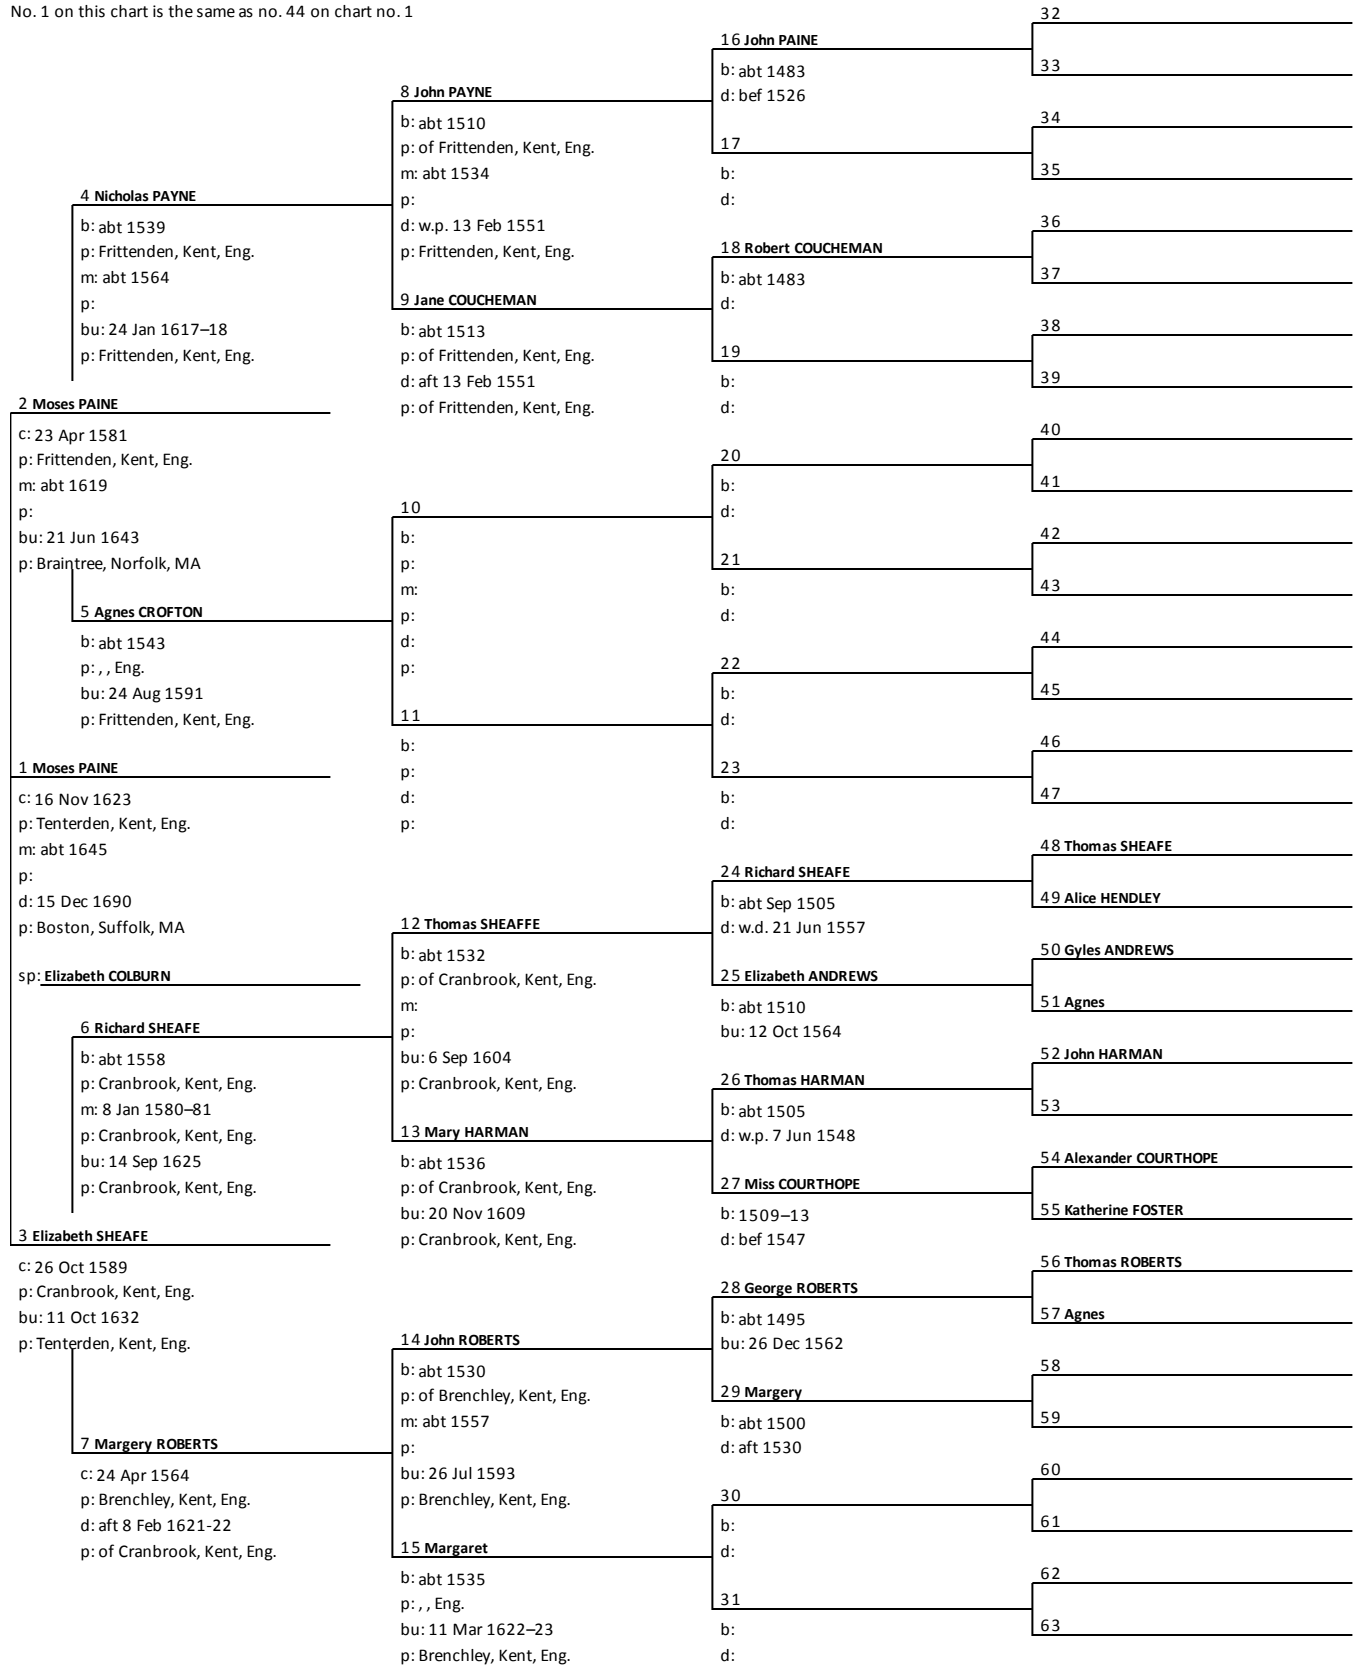 No. 1 on this chart is the same as no. 44 on chart no. 1
2 Moses PAINE
c: 23 Apr 1581
p: Frittenden, Kent, Eng.
m: abt 1619
p:
bu: 21 Jun 1643
p: Braintree, Norfolk, MA
1 Moses PAINE
c: 16 Nov 1623
p: Tenterden, Kent, Eng.
m: abt 1645
p:
d: 15 Dec 1690
p: Boston, Suffolk, MA
sp: Elizabeth COLBURN
3 Elizabeth SHEAFE
c: 26 Oct 1589
p: Cranbrook, Kent, Eng.
bu: 11 Oct 1632
p: Tenterden, Kent, Eng.
4 Nicholas PAYNE
b: abt 1539
p: Frittenden, Kent, Eng.
m: abt 1564
p:
bu: 24 Jan 1617–18
p: Frittenden, Kent, Eng.
5 Agnes CROFTON
b: abt 1543
p: , , Eng.
bu: 24 Aug 1591
p: Frittenden, Kent, Eng.
6 Richard SHEAFE
b: abt 1558
p: Cranbrook, Kent, Eng.
m: 8 Jan 1580–81
p: Cranbrook, Kent, Eng.
bu: 14 Sep 1625
p: Cranbrook, Kent, Eng.
7 Margery ROBERTS
c: 24 Apr 1564
p: Brenchley, Kent, Eng.
d: aft 8 Feb 1621-22
p: of Cranbrook, Kent, Eng.
8 John PAYNE
b: abt 1510
p: of Frittenden, Kent, Eng.
m: abt 1534
p:
d: w.p. 13 Feb 1551
p: Frittenden, Kent, Eng.
9 Jane COUCHEMAN
b: abt 1513
p: of Frittenden, Kent, Eng.
d: aft 13 Feb 1551
p: of Frittenden, Kent, Eng.
10
b:
p:
m:
p:
d:
p:
11
b:
p:
d:
p:
12 Thomas SHEAFFE
b: abt 1532
p: of Cranbrook, Kent, Eng.
m:
p:
bu: 6 Sep 1604
p: Cranbrook, Kent, Eng.
13 Mary HARMAN
b: abt 1536
p: of Cranbrook, Kent, Eng.
bu: 20 Nov 1609
p: Cranbrook, Kent, Eng.
14 John ROBERTS
b: abt 1530
p: of Brenchley, Kent, Eng.
m: abt 1557
p:
bu: 26 Jul 1593
p: Brenchley, Kent, Eng.
15 Margaret
b: abt 1535
p: , , Eng.
bu: 11 Mar 1622–23
p: Brenchley, Kent, Eng.
16 John PAINE
b: abt 1483
d: bef 1526
17
b:
d:
18 Robert COUCHEMAN
b: abt 1483
d:
19
b:
d:
20
b:
d:
21
b:
d:
22
b:
d:
23
b:
d:
24 Richard SHEAFE
b: abt Sep 1505
d: w.d. 21 Jun 1557
25 Elizabeth ANDREWS
b: abt 1510
bu: 12 Oct 1564
26 Thomas HARMAN
b: abt 1505
d: w.p. 7 Jun 1548
27 Miss COURTHOPE
b: 1509–13
d: bef 1547
28 George ROBERTS
b: abt 1495
bu: 26 Dec 1562
29 Margery
b: abt 1500
d: aft 1530
30
b:
d:
31
b:
d:
32
33
34
35
36
37
38
39
40
41
42
43
44
45
46
47
48 Thomas SHEAFE
49 Alice HENDLEY
50 Gyles ANDREWS
51 Agnes
52 John HARMAN
53
54 Alexander COURTHOPE
55 Katherine FOSTER
56 Thomas ROBERTS
57 Agnes
58
59
60
61
62
63